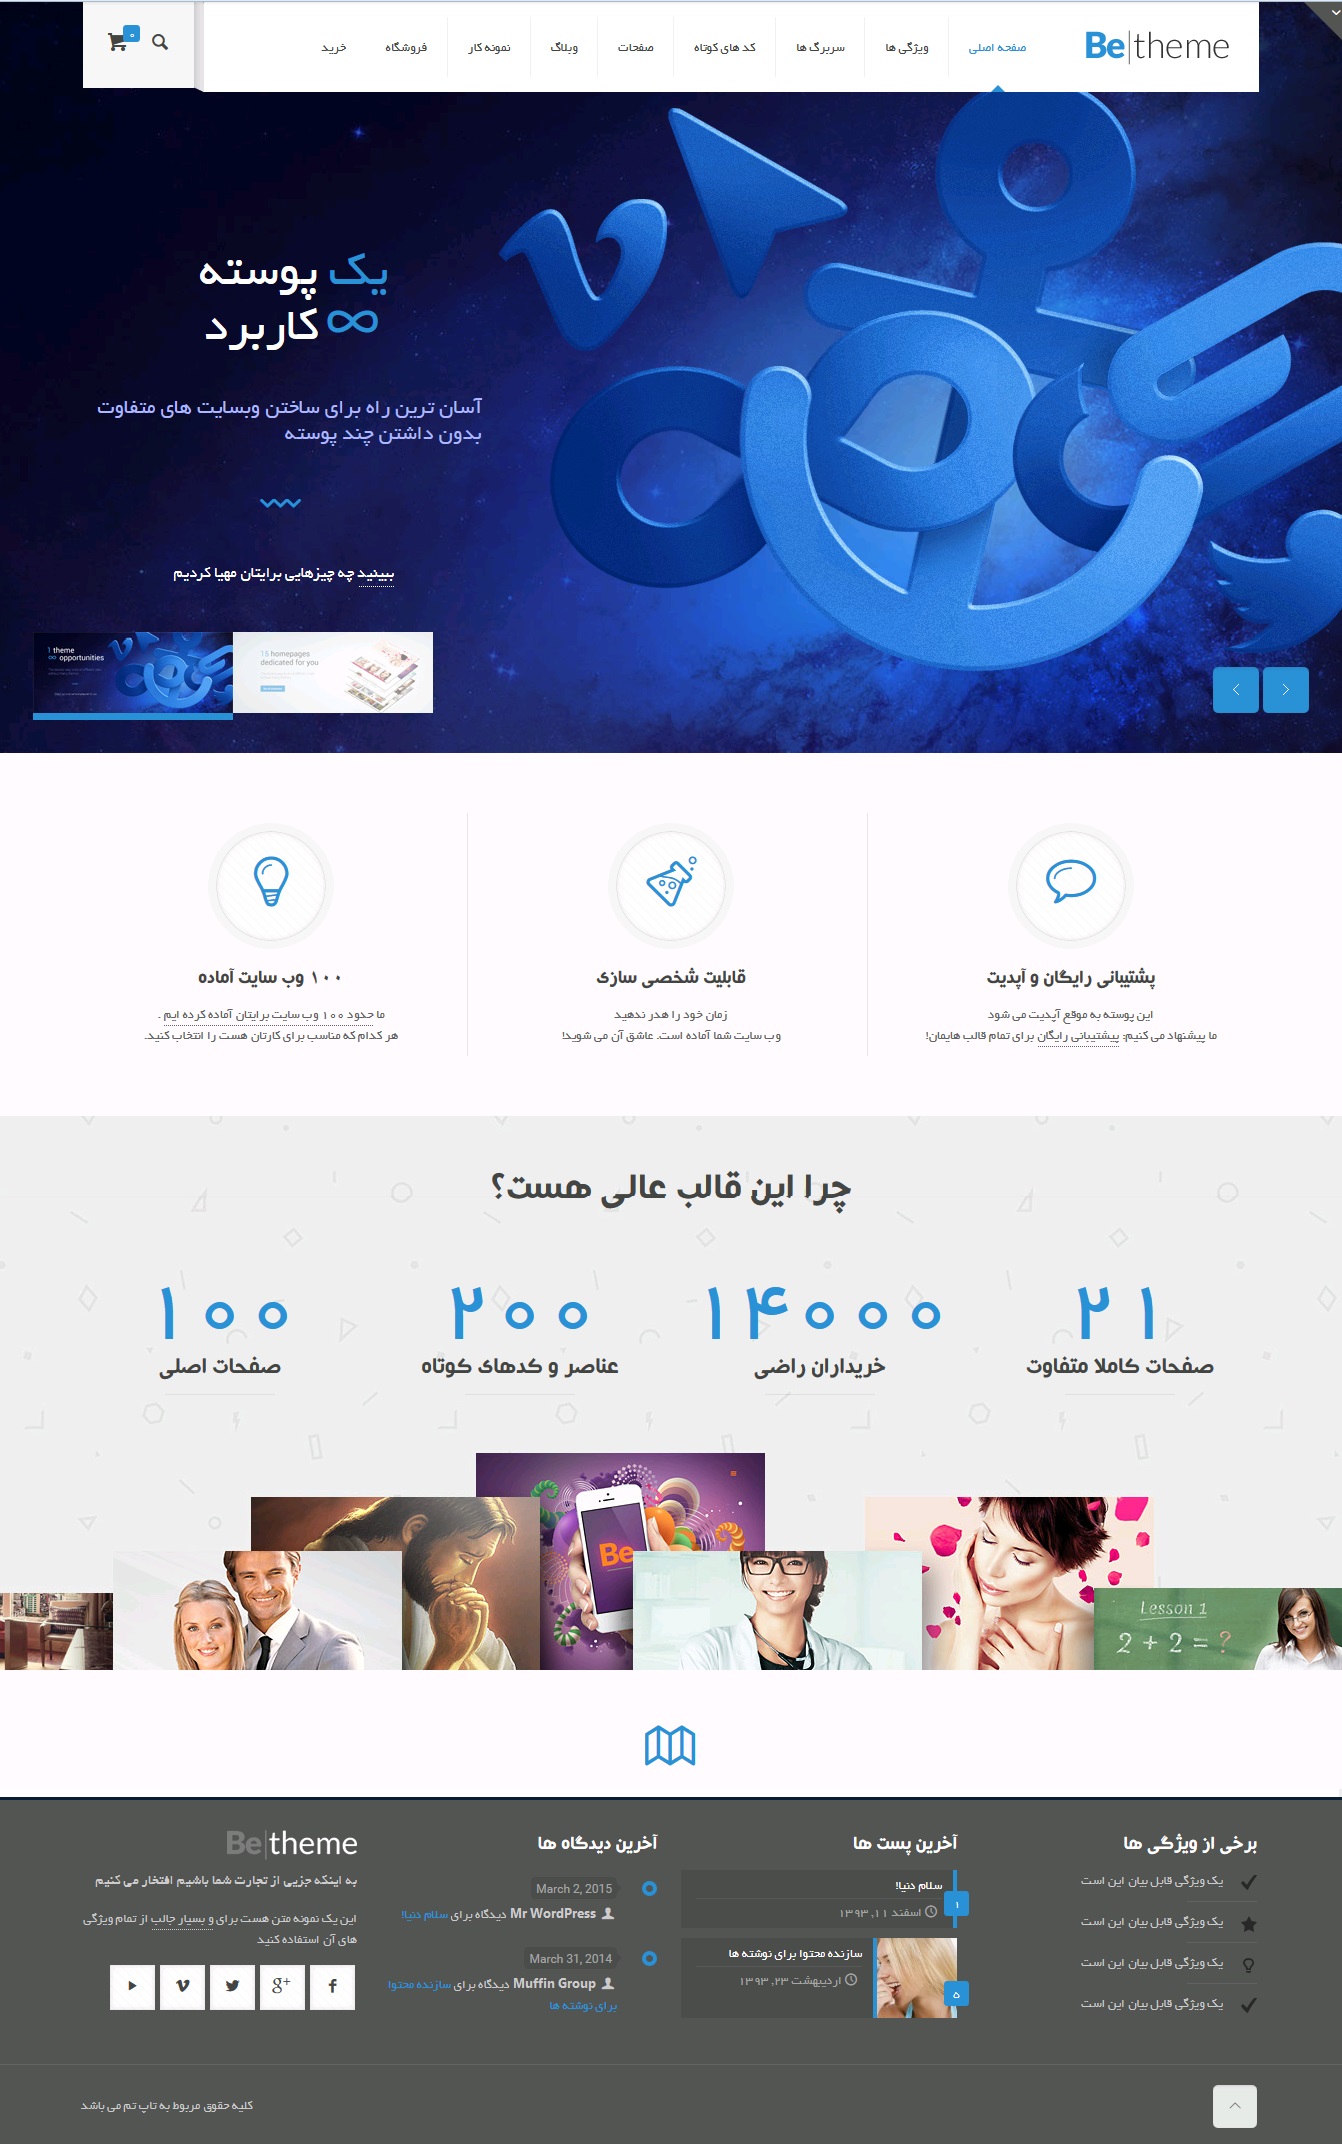 Be|theme
صفحه اصلی
ویژگی ها
سربرگ ها
کد های کوتاه
صفحات
وبلاگ
نمونه کار
فروشگاه
خرید
۰
یک پوسته
∞ کاربرد
آسان ترین راه برای ساختن وبسایت های متفاوت
بدون داشتن چند پوسته
ببینید چه چیزهایی برایتان مهیا کردیم
1 theme
∞ opportunities
15 homepages
dedicated for you
پشتیبانی رایگان و آپدیت
این پوسته به موقع آپدیت می شود
ما پیشنهاد می کنیم: پیشتیبانی رایگان برای تمام قالب هایمان!
قابلیت شخصی سازی
زمان خود را هدر ندهید
وب سایت شما آماده است. عاشق آن می شوید!
۱۰۰ وب سایت آماده
ما حدود ۱۰۰ وب سایت برایتان آماده کرده ایم .
هر کدام که مناسب برای کارتان هست را انتخاب کنید.
چرا این قالب عالی هست؟
۲۱
صفحات کاملا متفاوت
۱۴۰۰۰
خریداران راضی
۲۰۰
عناصر و کدهای کوتاه
۱۰۰
صفحات اصلی
Be
Lesson 1
2 + 2 = ?
برخی از ویژگی ها
یک ویژگی قابل بیان این است
یک ویژگی قابل بیان این است
یک ویژگی قابل بیان این است
یک ویژگی قابل بیان این است
آخرین پست ها
سلام دنیا!
۱
اسفند ۱۱, ۱۳۹۳
سازنده محتوا برای نوشته ها
اردیبهشت ۲۳, ۱۳۹۳
۵
آخرین دیدگاه ها
March 2, 2015
Mr WordPress دیدگاه برای سلام دنیا!
March 31, 2014
Muffin Group دیدگاه برای سازنده محتوا
برای نوشته ها
Be|theme
به اینکه جزیی از تجارت شما باشیم افتخار می کنیم
این یک نمونه متن هست برای و بسیار جالب از تمام ویژگی
های آن استفاده کنید
کلیه حقوق مربوط به تاپ تم می باشد